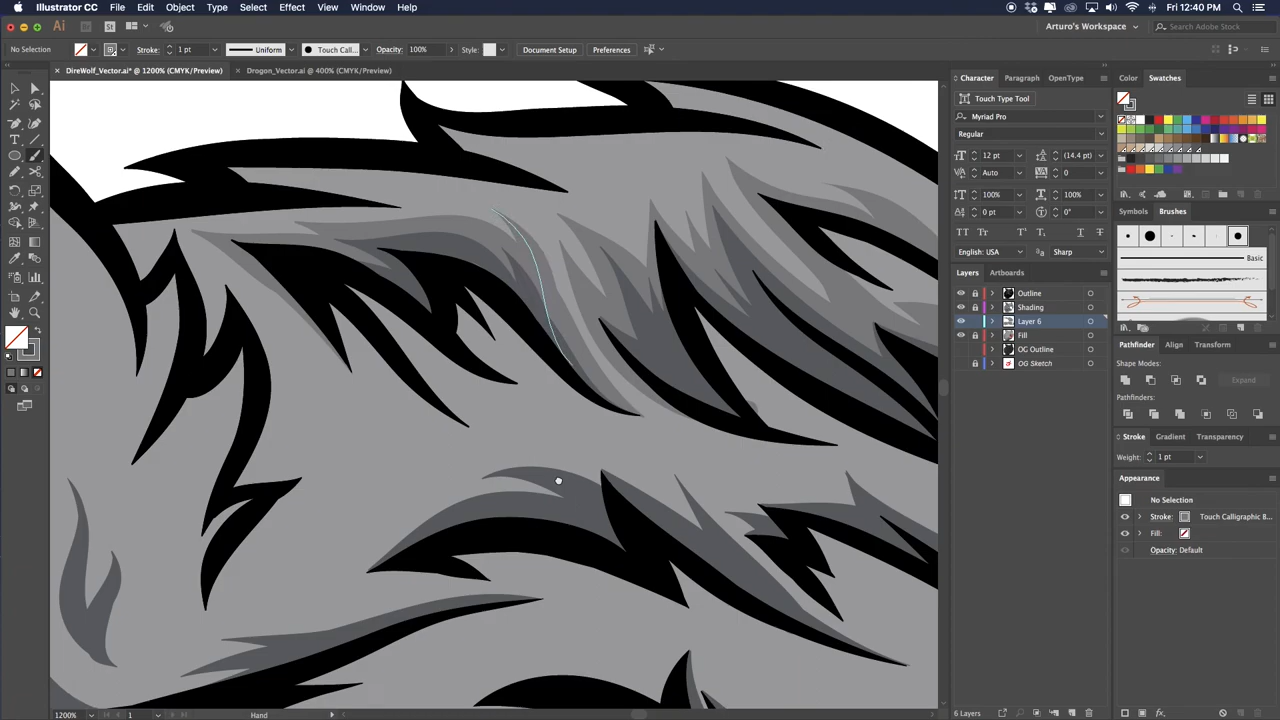 Illustrator CC File Edit Object Type Select Effect View Window Help Fri 12:40 PM
Ai Br St Arturo's Workspace Search Adobe Stock
No Selection Stroke: 1 pt Uniform Touch Call... Opacity: 100% Style: Document Setup Preferences
DireWolf_Vector.ai* @ 1200% (CMYK/Preview) Drogon_Vector.ai @ 400% (CMYK/Preview)
Character Paragraph OpenType
Touch Type Tool
Myriad Pro
Regular
12 pt (14.4 pt)
Auto 0
100% 100%
0 pt 0°
English: USA Sharp
Layers Artboards
Outline
Shading
Layer 6
Fill
OG Outline
OG Sketch
6 Layers
Color Swatches
Symbols Brushes
Basic
Pathfinder Align Transform
Shape Modes:
Expand
Pathfinders:
Stroke Gradient Transparency
Weight: 1 pt
Appearance
No Selection
Stroke: Touch Calligraphic B...
Fill:
Opacity: Default
1200% 1 Hand